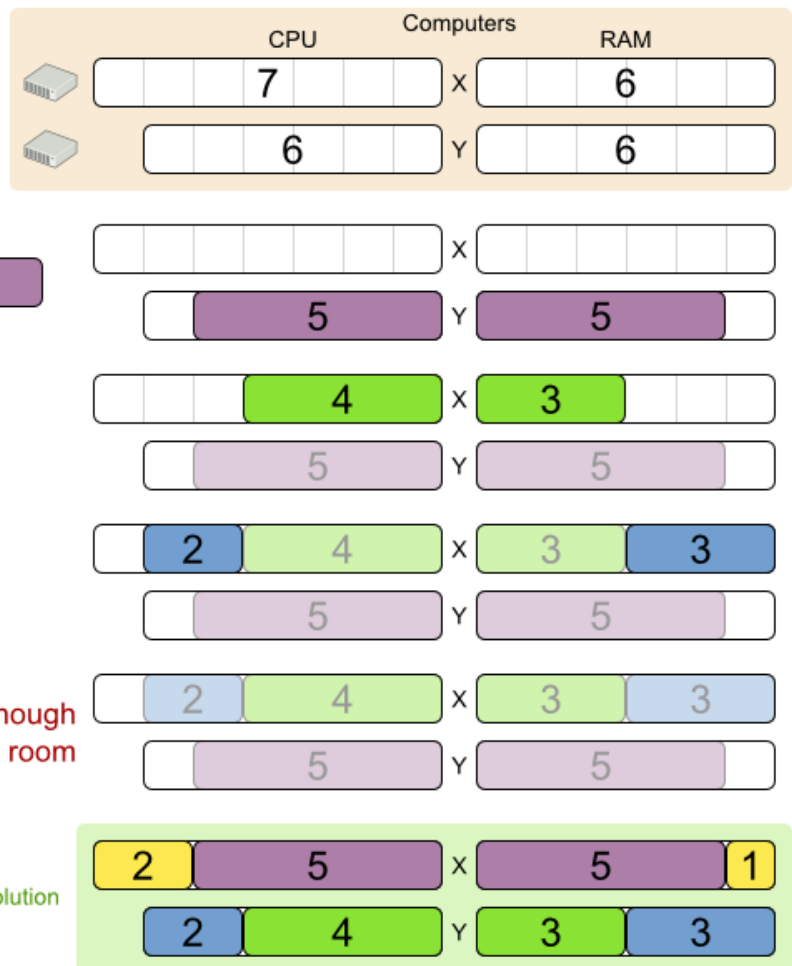 Computers
CPU RAM
7 X 6
6 Y 6
X
5 Y 5
4 X 3
5 Y 5
2 4 X 3 3
5 Y 5
2 4 X 3 3
nough
room
5 Y 5
2 5 X 5 1
olution
2 4 Y 3 3